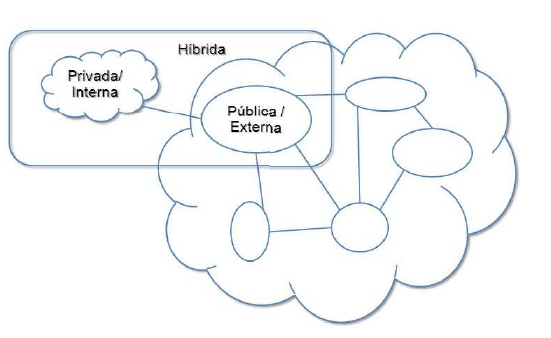 Híbrida
Privada/
Interna
Pública /
Externa